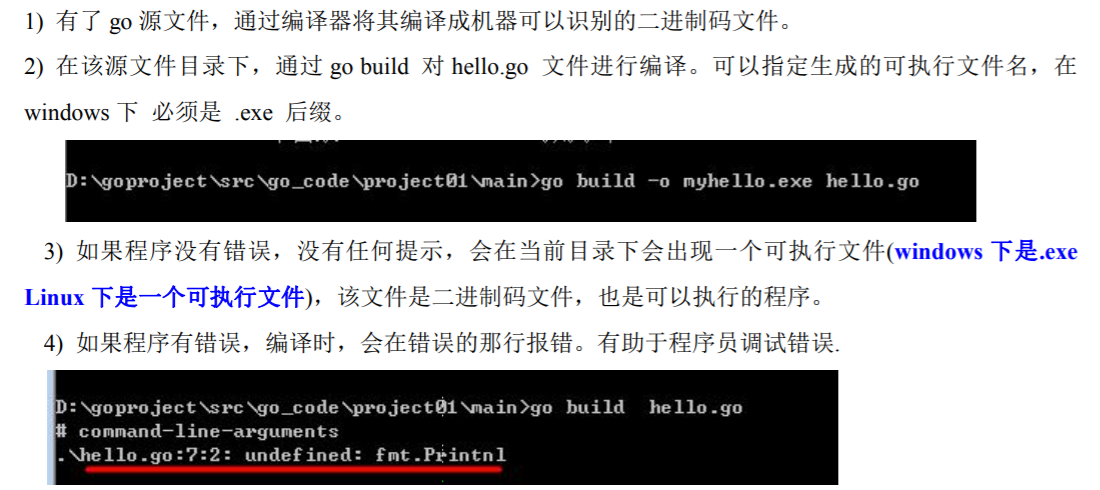 1) 有了 go 源文件，通过编译器将其编译成机器可以识别的二进制码文件。
2) 在该源文件目录下，通过 go build 对 hello.go 文件进行编译。可以指定生成的可执行文件名，在
windows 下 必须是 .exe 后缀。
D:\goproject\src\go_code\project01\main>go build -o myhello.exe hello.go
3) 如果程序没有错误，没有任何提示，会在当前目录下会出现一个可执行文件(windows 下是.exe
Linux 下是一个可执行文件)，该文件是二进制码文件，也是可以执行的程序。
4) 如果程序有错误，编译时，会在错误的那行报错。有助于程序员调试错误.
D:\goproject\src\go_code\project01\main>go build  hello.go
# command-line-arguments
.\hello.go:7:2: undefined: fmt.Printnl